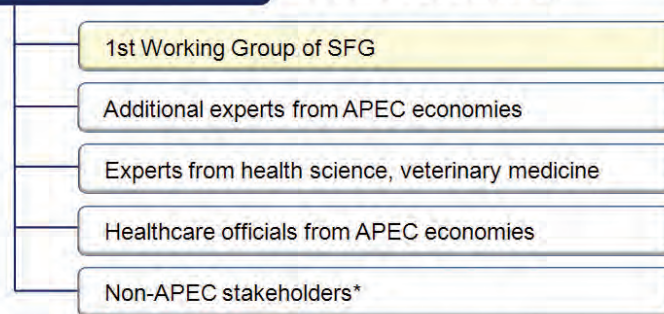 1st Working Group of SFG
Additional experts from APEC economies
Experts from health science, veterinary medicine
Healthcare officials from APEC economies
Non-APEC stakeholders*